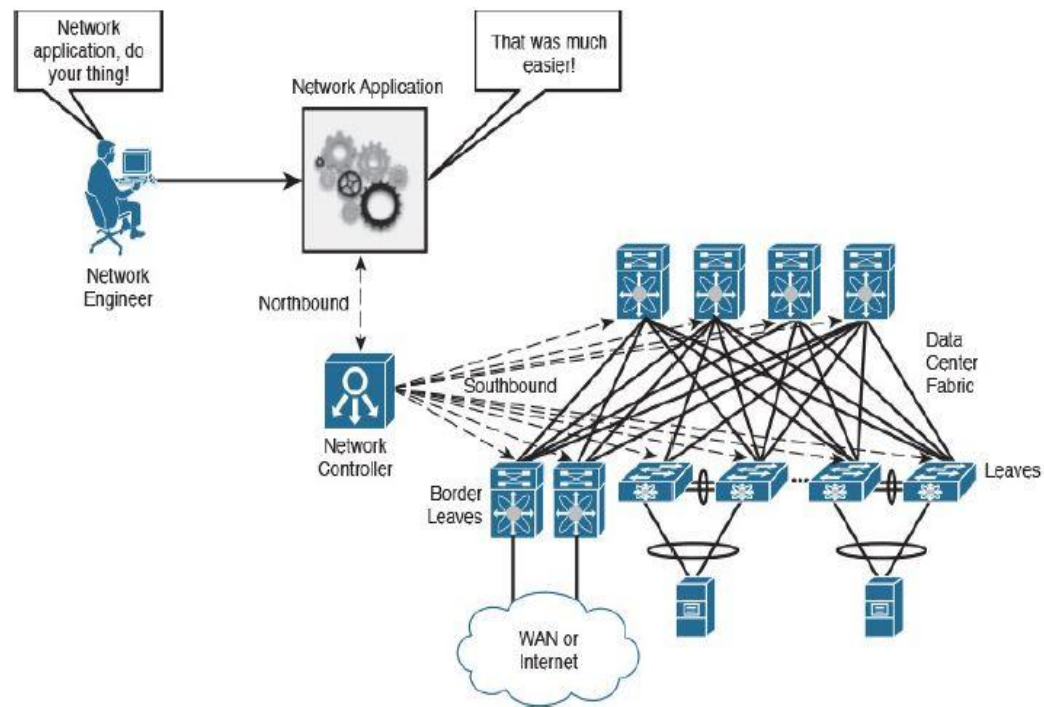 Network
application, do
your thing!
That was much
easier!
Network Application
Network
Engineer
Northbound
Southbound
Data
Center
Fabric
Network
Controller
Border
Leaves
Leaves
...
WAN or
Internet